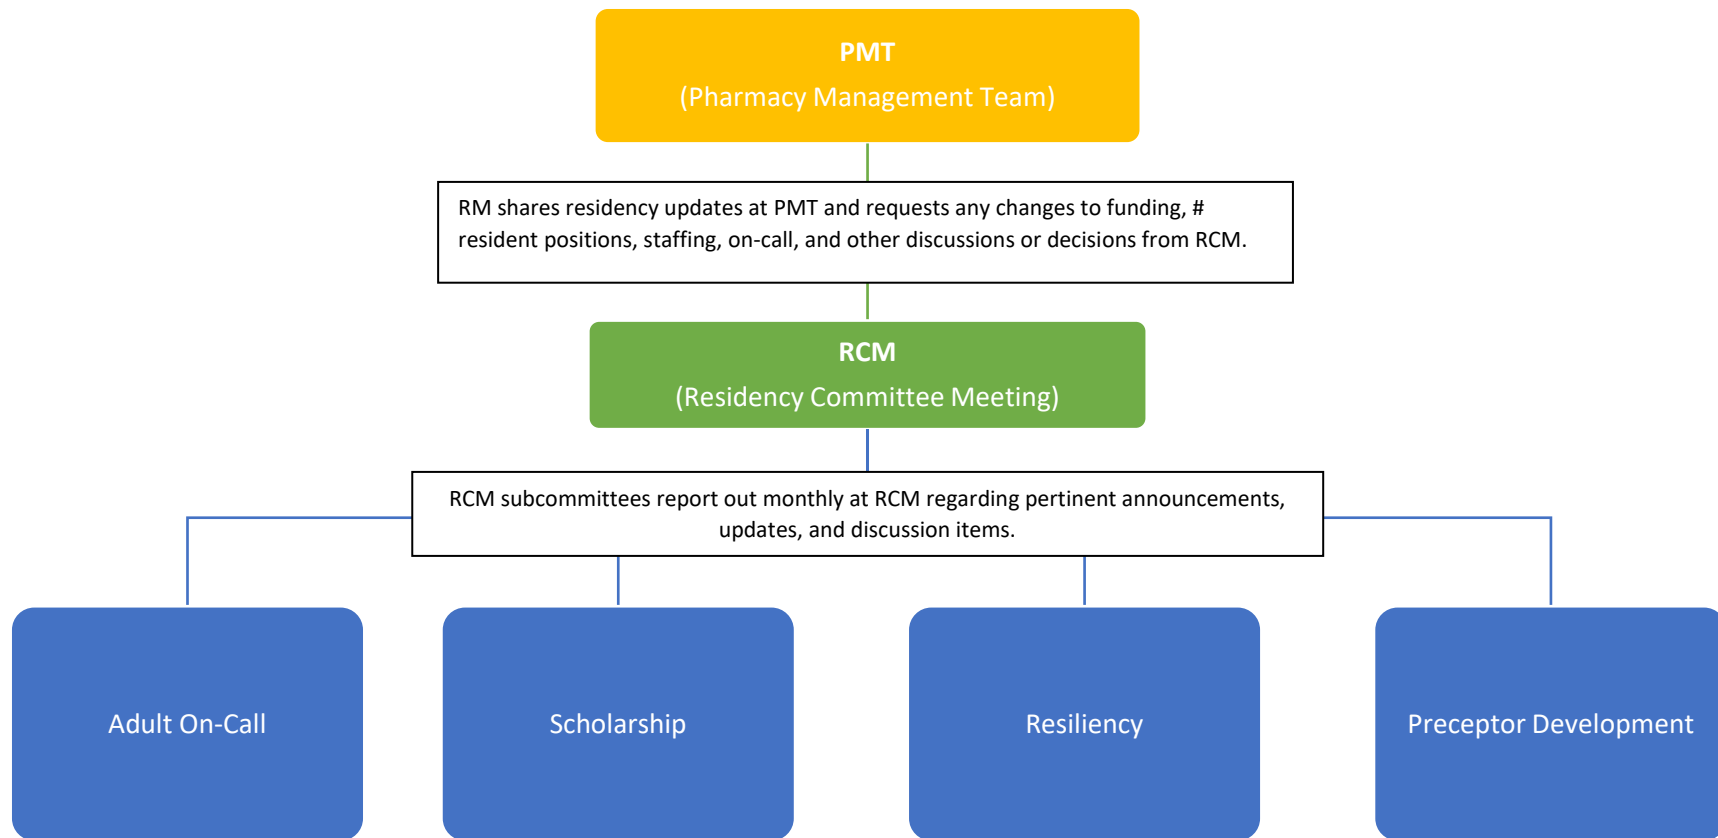 PMT
(Pharmacy Management Team)
RM shares residency updates at PMT and requests any changes to funding, #
resident positions, staffing, on-call, and other discussions or decisions from RCM.
RCM
(Residency Committee Meeting)
RCM subcommittees report out monthly at RCM regarding pertinent announcements,
updates, and discussion items.
Adult On-Call
Scholarship
Resiliency
Preceptor Development